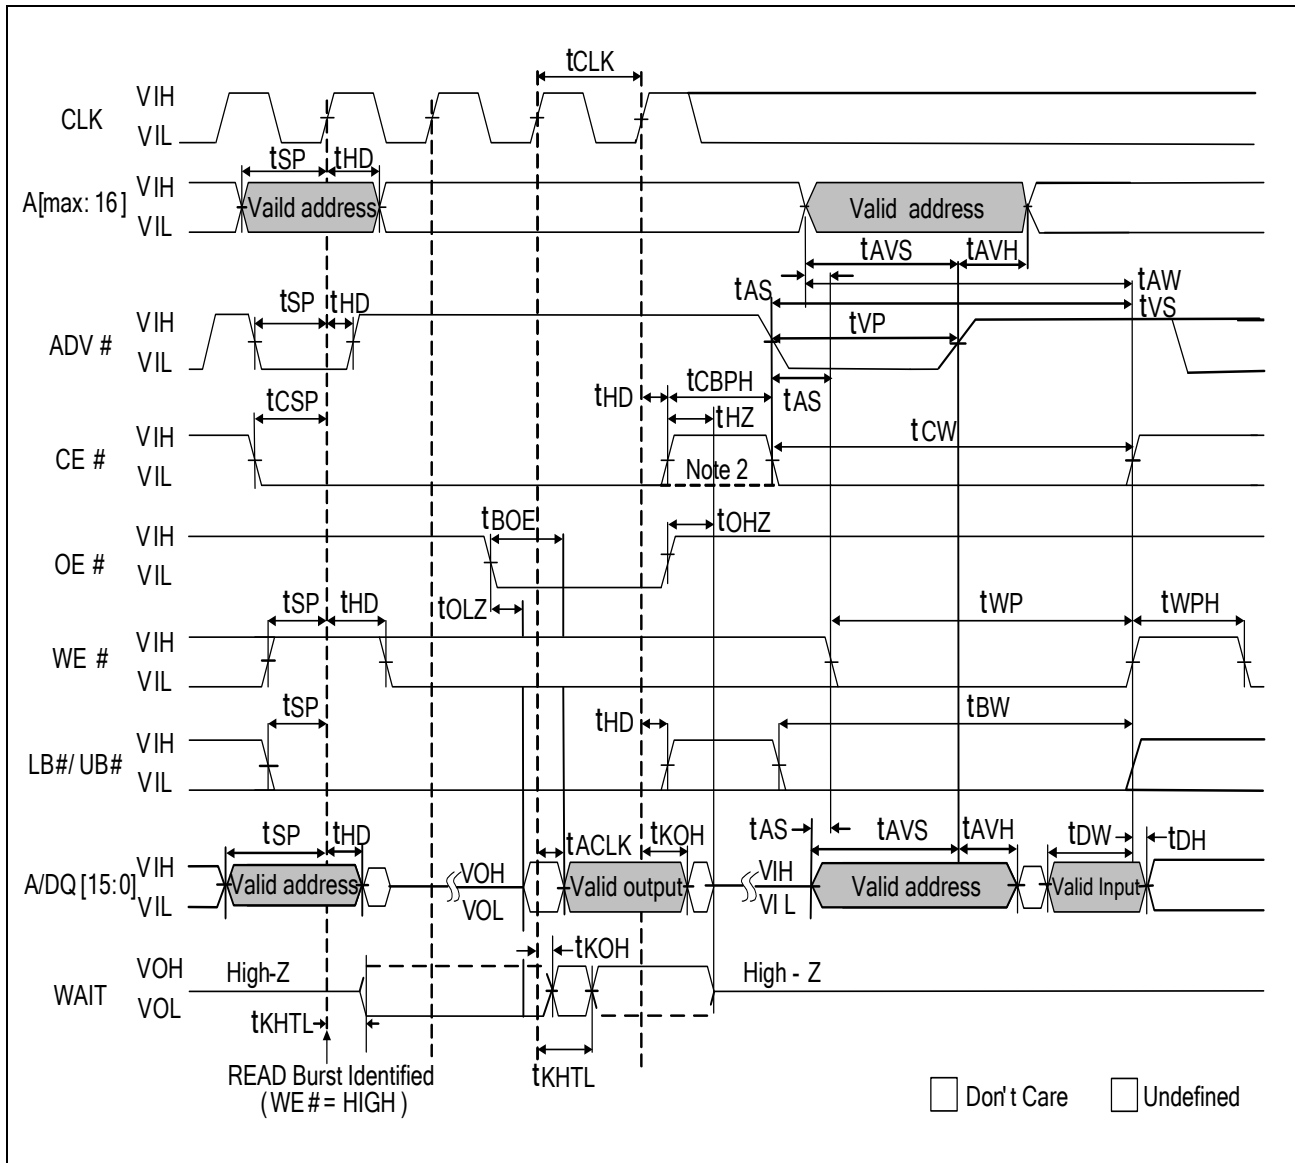 tCLK
VIH
CLK
VIL
tSP tHD
VIH
A[max: 16] Vaild address Valid address
VIL
tAVS tAVH
tAS tAW
tSP tHD tVS
VIH
ADV # tVP
VIL
tCBPH
tHD tAS
tCSP tHZ
tCW
VIH
CE # Note 2
VIL
tBOE tOHZ
VIH
OE #
VIL
tSP tHD tOLZ tWP tWPH
VIH
WE #
VIL
tSP tHD tBW
VIH
LB#/ UB#
VIL
tSP tHD tACLK tKOH tAS tAVS tAVH tDW tDH
VIH VOH VIH
A/DQ [15:0] Valid address Valid output Valid address Valid Input
VIL VOL VI L
tKOH
VOH High-Z High - Z
WAIT
VOL
tKHTL
tKHTL
READ Burst Identified
( WE # = HIGH )
Don' t Care Undefined